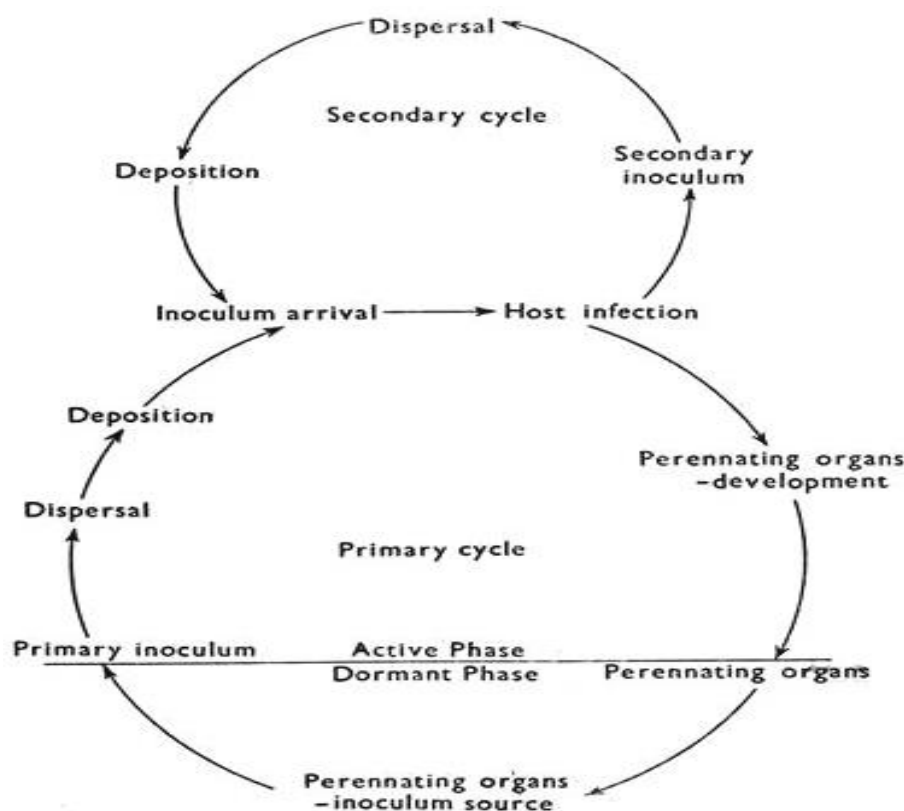 Dispersal
Secondary cycle
Deposition
Secondary
inoculum
Inoculum arrival
Host infection
Deposition
Perennating organs
-development
Dispersal
Primary cycle
Primary inoculum
Active Phase
Dormant Phase
Perennating organs
Perennating organs
-inoculum source